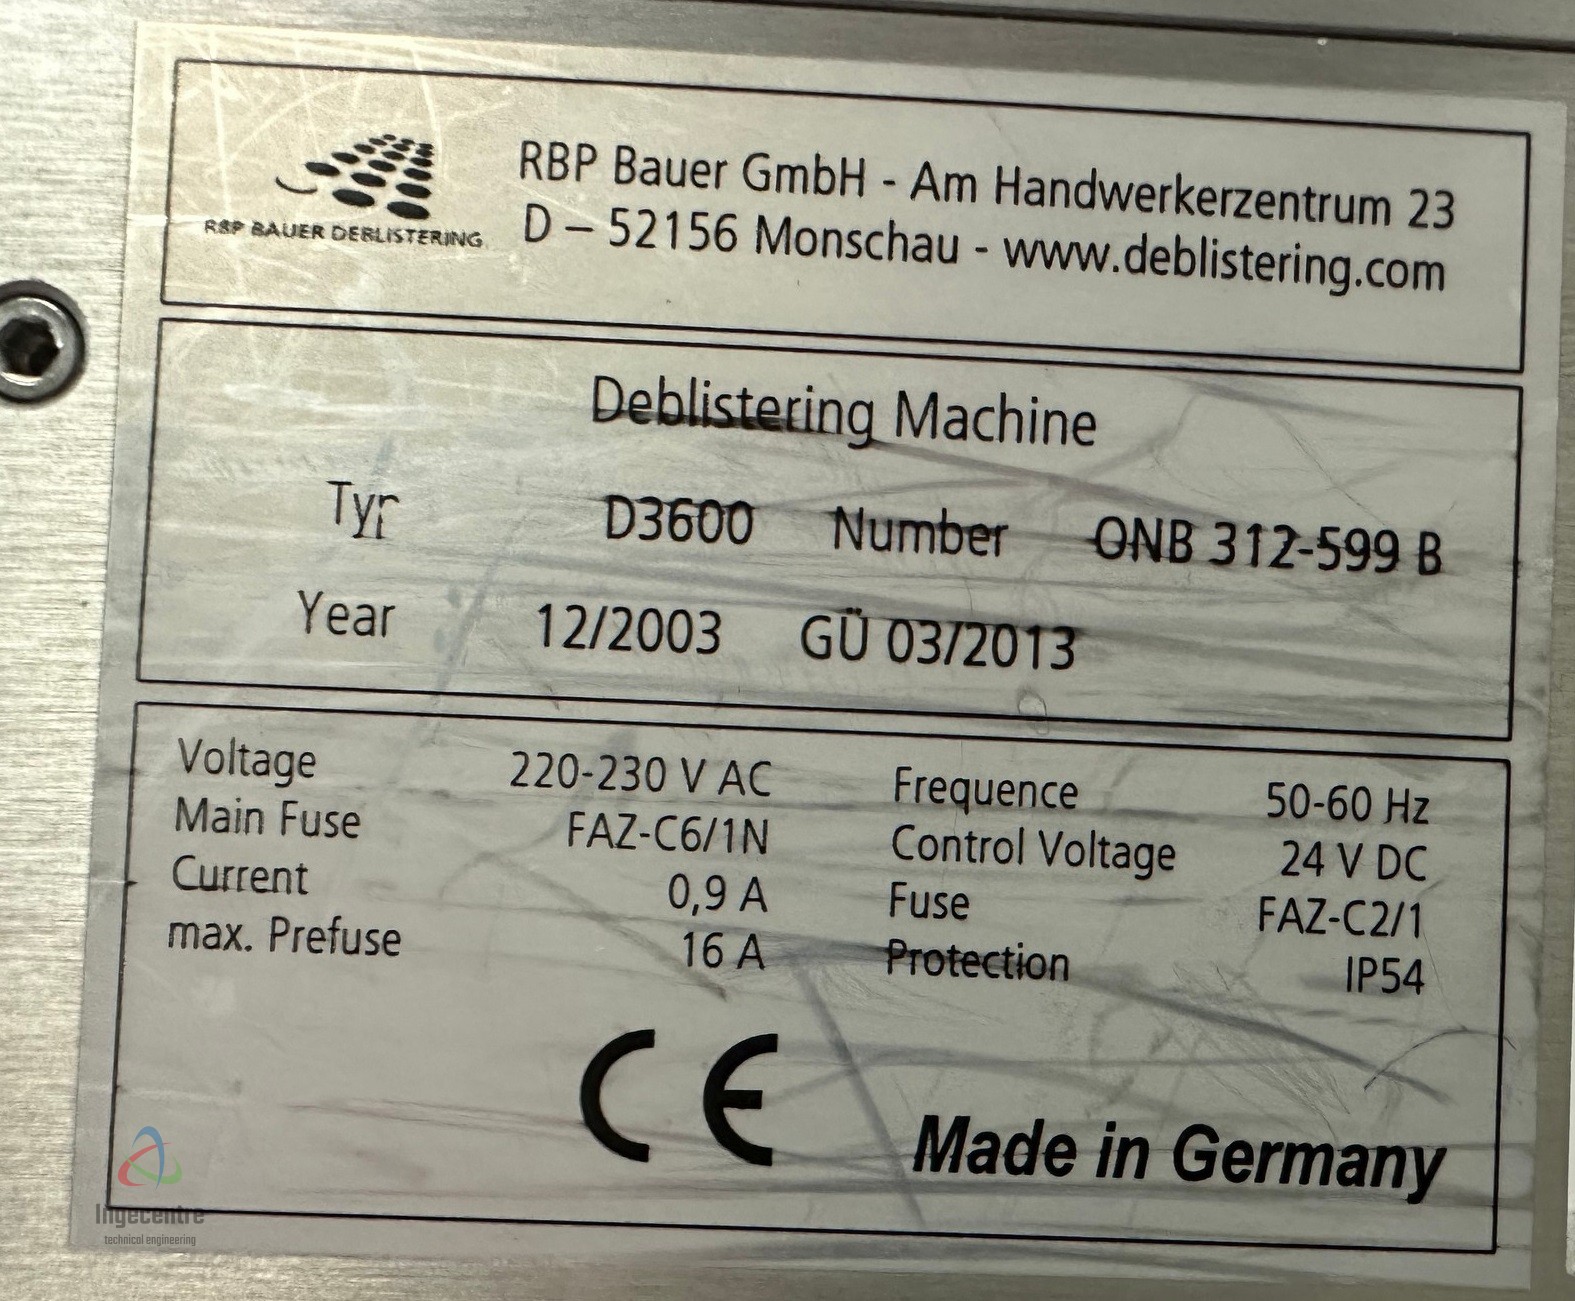 RBP BAUER DEBLISTERING
RBP Bauer GmbH - Am Handwerkerzentrum 23
D – 52156 Monschau - www.deblistering.com
Deblistering Machine
Typ D3600 Number ONB 312-599 B
Year 12/2003 GÜ 03/2013
Voltage 220-230 V AC Frequence 50-60 Hz
Main Fuse FAZ-C6/1N Control Voltage 24 V DC
Current 0,9 A Fuse FAZ-C2/1
max. Prefuse 16 A Protection IP54
CE
Made in Germany
Ingecentre
technical engineering